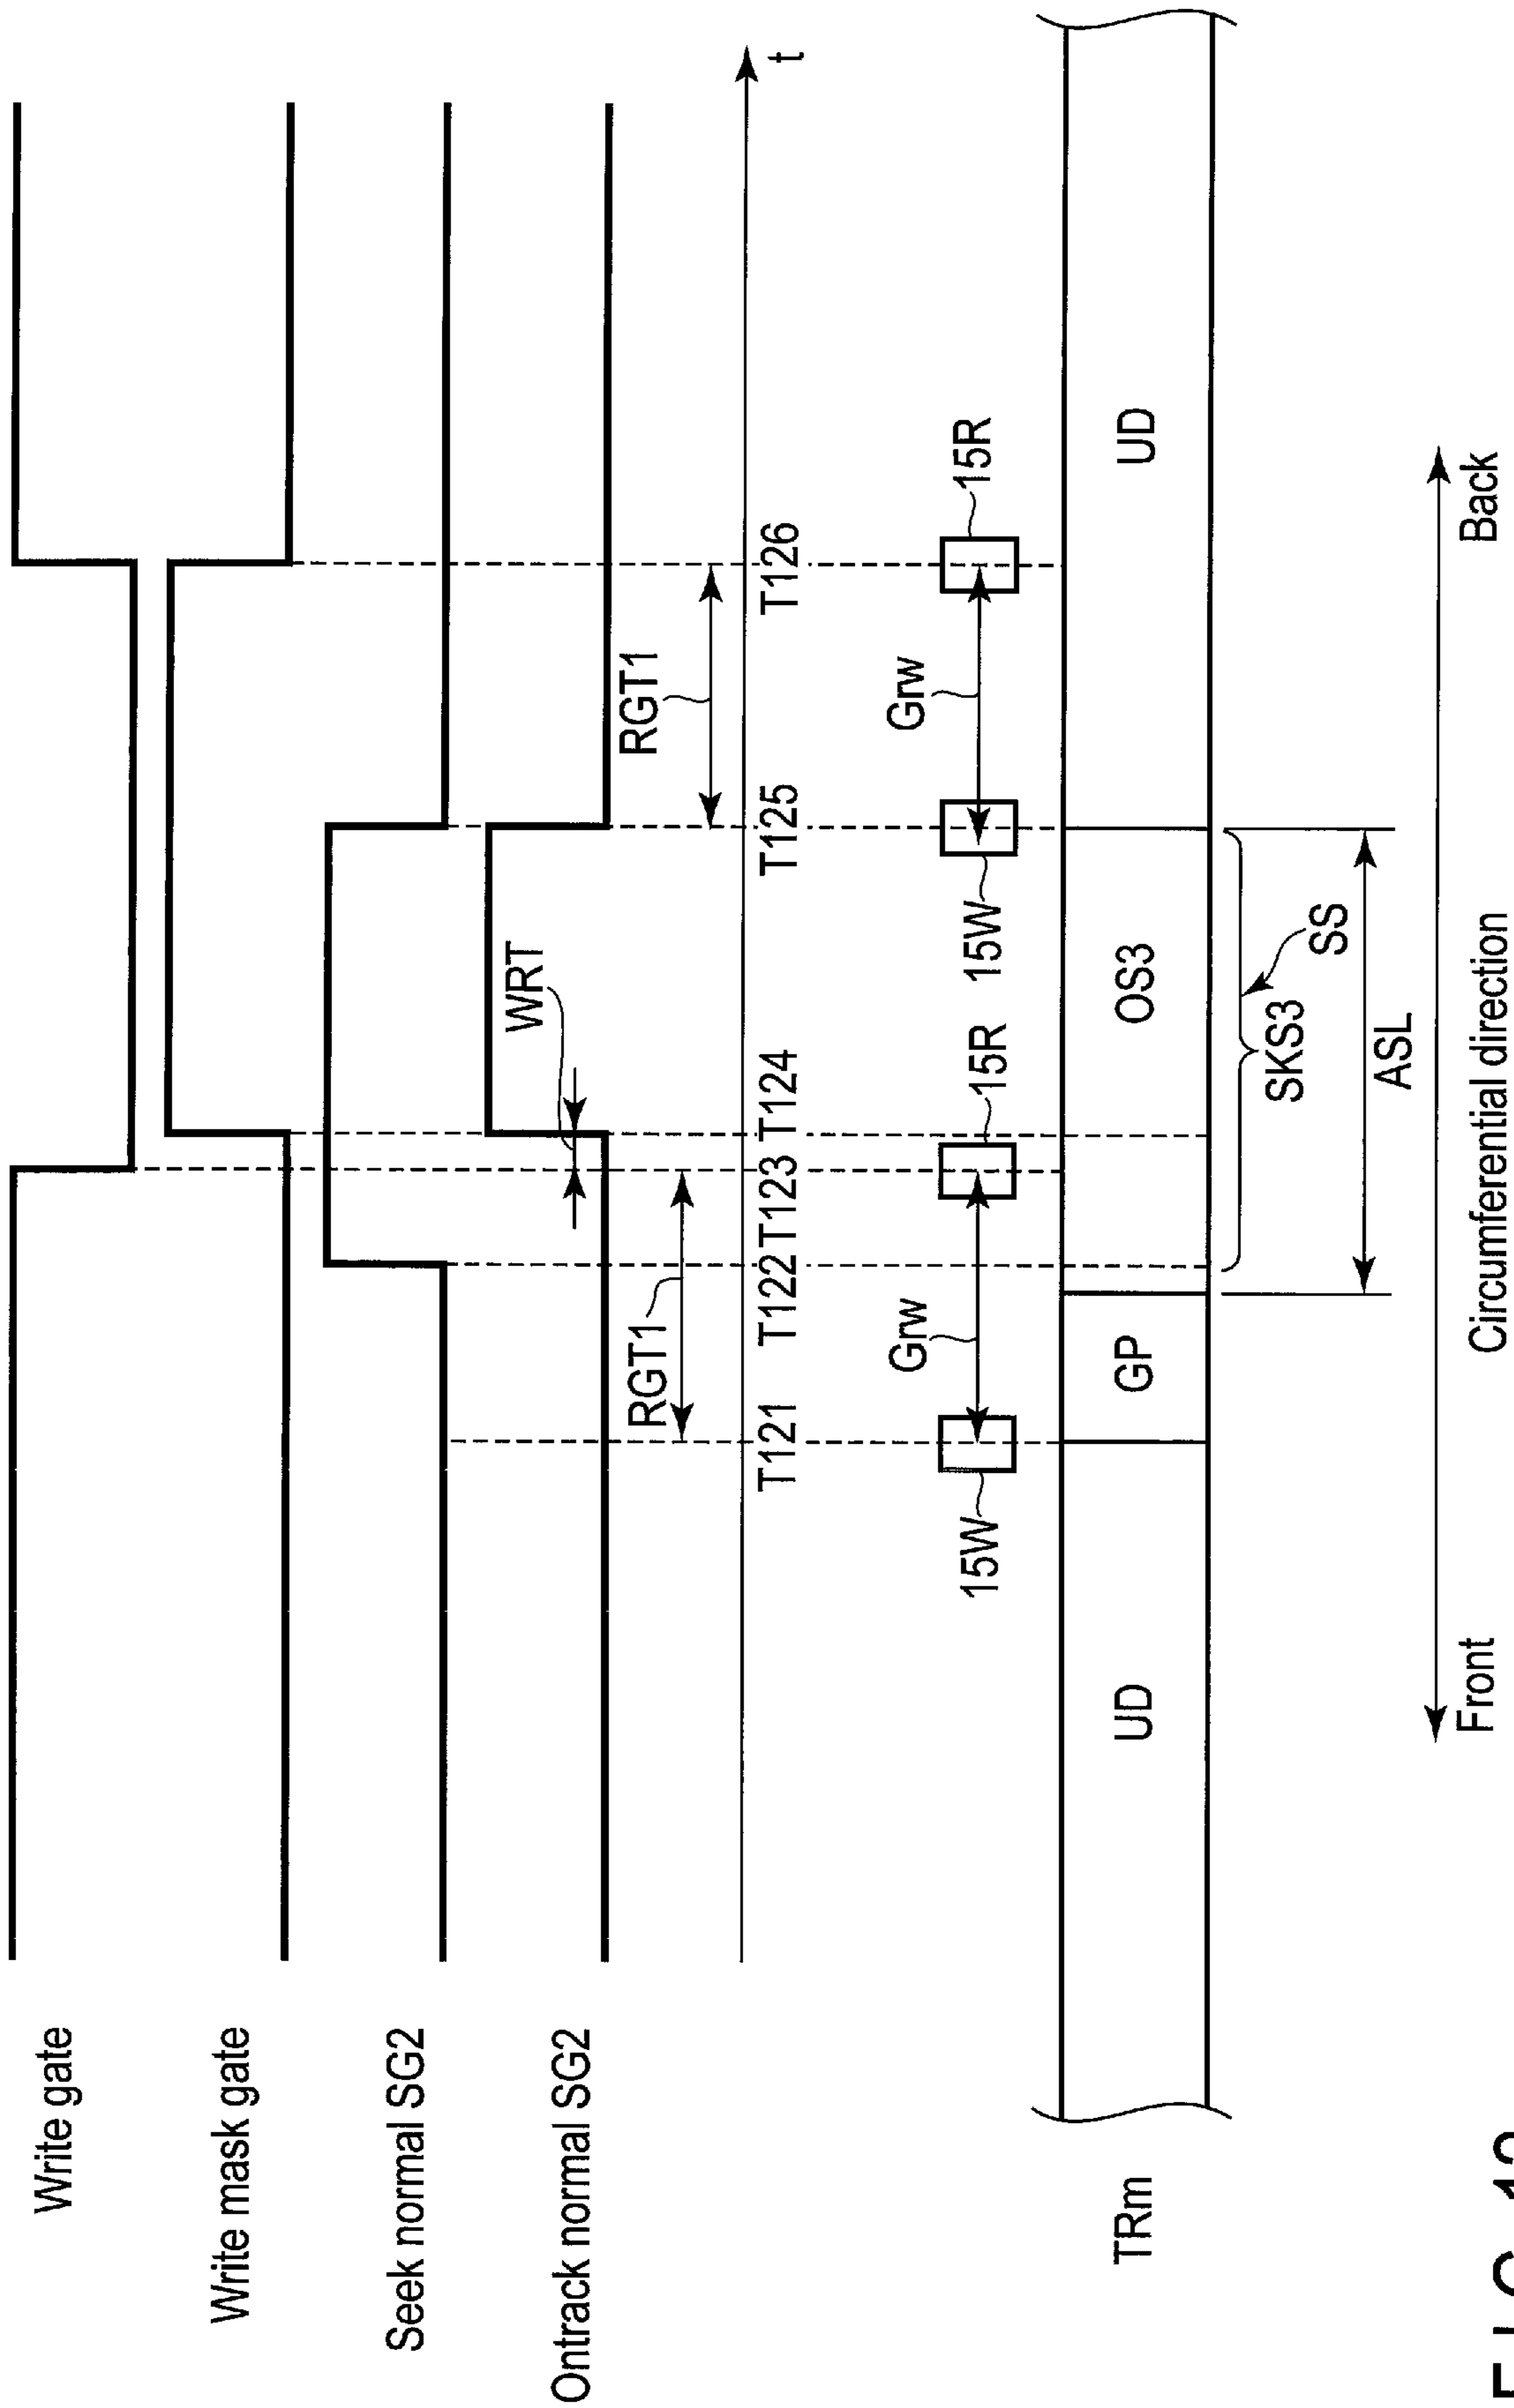 Write gate
Write mask gate
Seek normal SG2
Ontrack normal SG2
WRT
RGT1
RGT1
t
T121
T122
T123
T124
T125
T126
15W
Grw
15R
15W
Grw
15R
TRm
UD
GP
OS3
UD
SKS3
SS
ASL
Front
Circumferential direction
Back